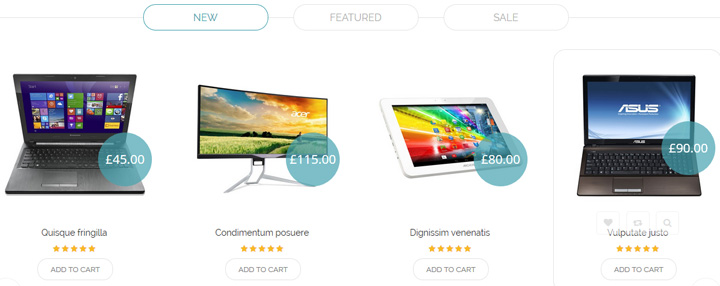 NEW FEATURED SALE
acer
ASUS
£45.00 £115.00 £80.00 £90.00
ASUS
Quisque fringilla Condimentum posuere Dignissim venenatis Vulputate justo
ADD TO CART ADD TO CART ADD TO CART ADD TO CART